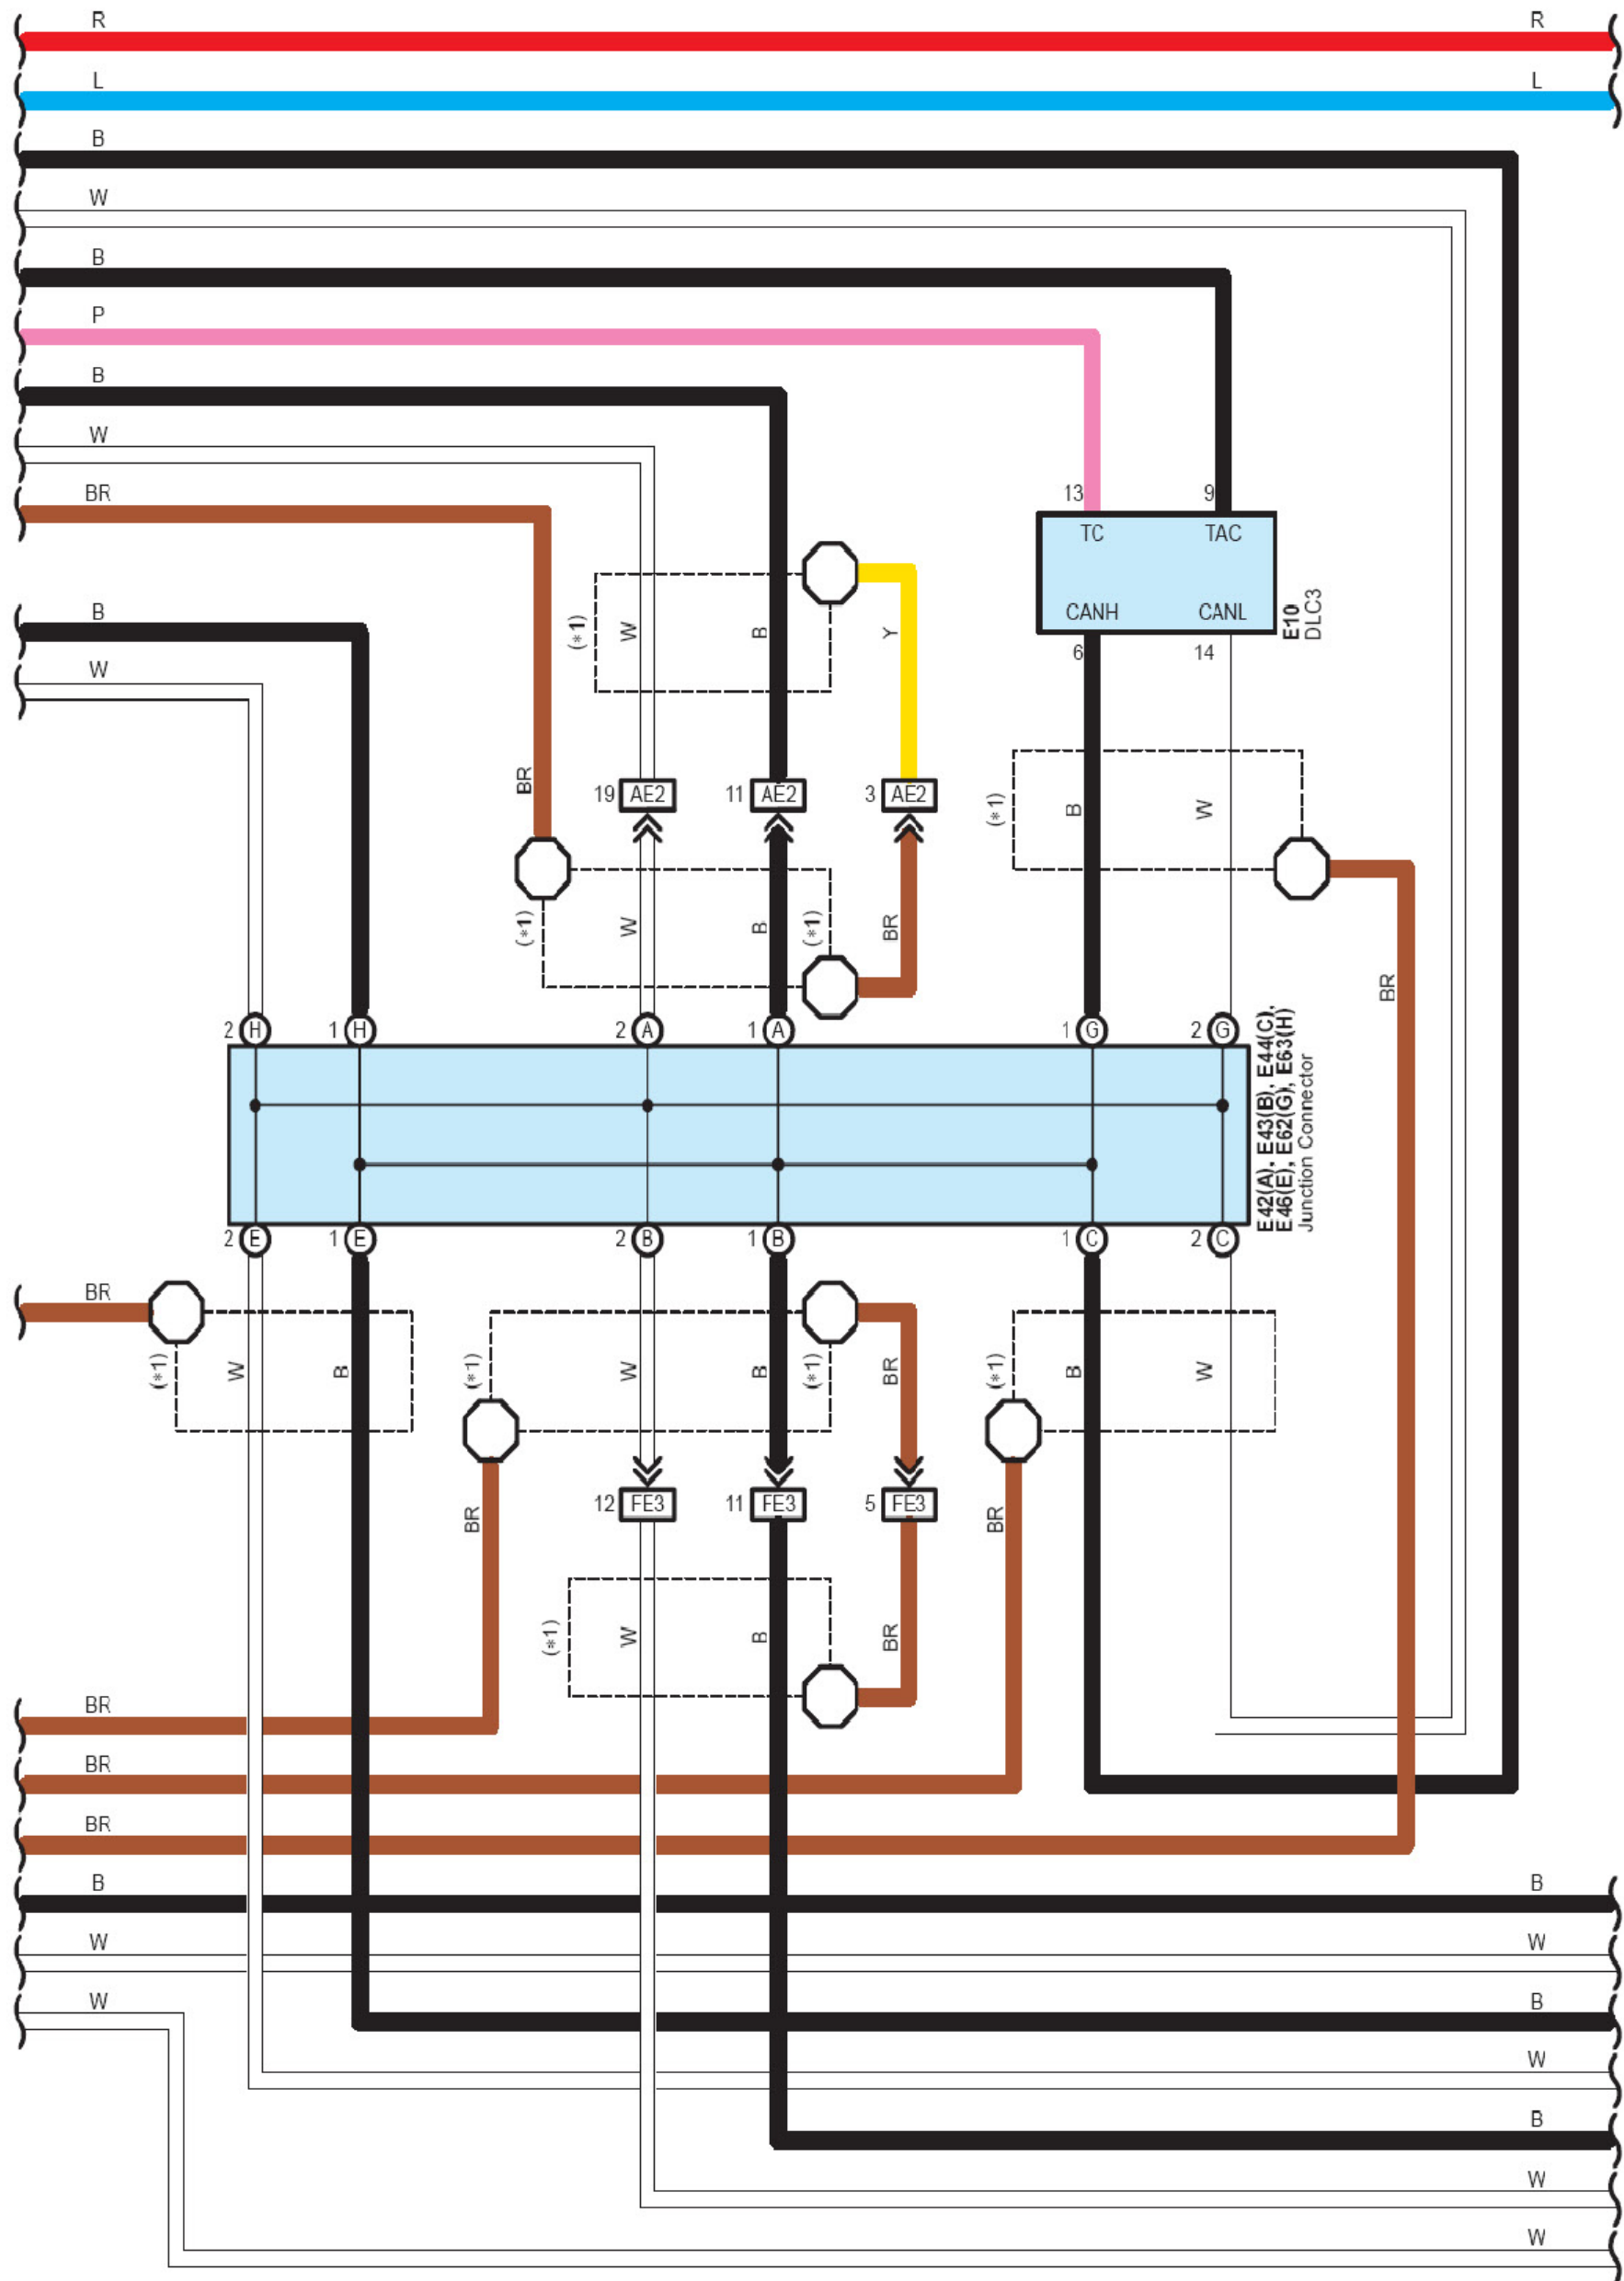 R R
L L
B
W
B
P
B
W
BR
13 9
TC TAC
CANH CANL
E10
DLC3
6 14
B
W
(*1) W B Y
BR
19 AE2 11 AE2 3 AE2
(*1) B W
(*1) W B (*1) BR
BR
2 H 1 H 2 A 1 A 1 G 2 G
E42(A), E43(B), E44(C),
E46(E), E62(G), E63(H)
Junction Connector
2 E 1 E 2 B 1 B 1 C 2 C
BR
(*1) W B (*1) W B (*1) BR (*1) B W
12 FE3 11 FE3 5 FE3
BR BR
(*1) W B BR
BR
BR
BR
B B
W W
W B
W
B
W
W